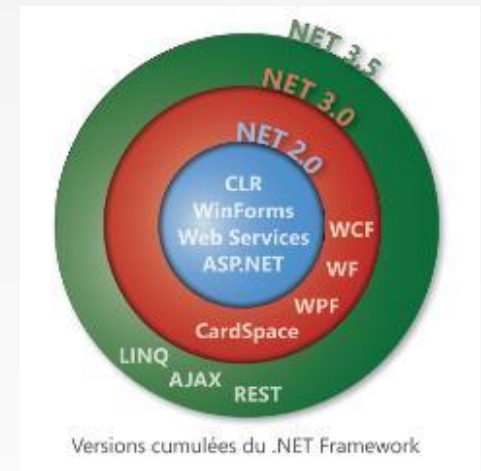 NET 3.5
NET 3.0
NET 2.0
CLR
WinForms
Web Services
ASP.NET
WCF
WF
WPF
CardSpace
LINQ
AJAX
REST
Versions cumulées du .NET Framework